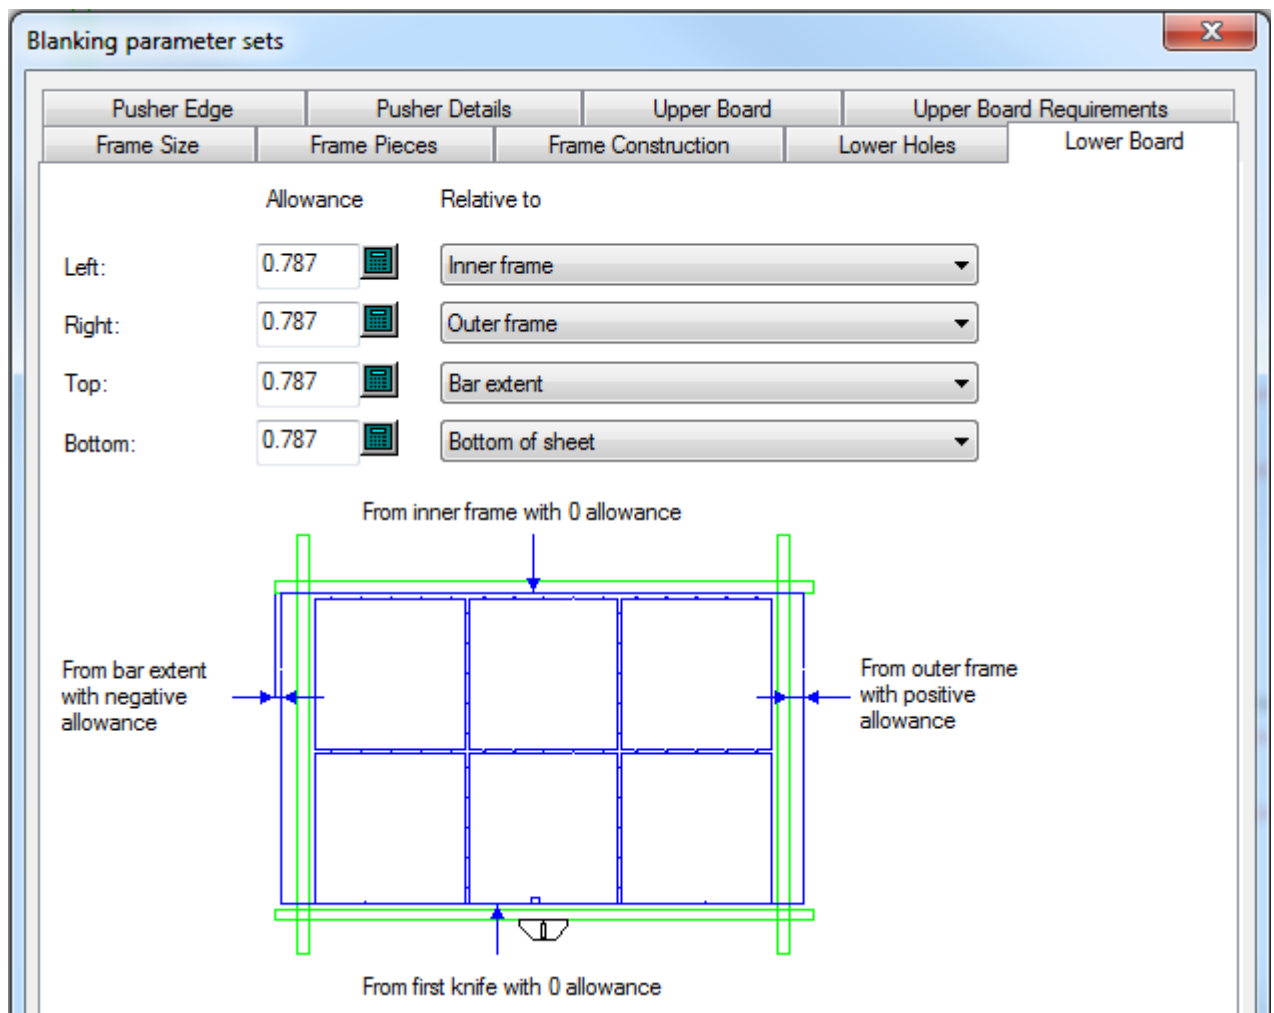 Blanking parameter sets
Pusher Edge Pusher Details Upper Board Upper Board Requirements
Frame Size Frame Pieces Frame Construction Lower Holes Lower Board
Allowance Relative to
Left: 0.787 Inner frame
Right: 0.787 Outer frame
Top: 0.787 Bar extent
Bottom: 0.787 Bottom of sheet
From inner frame with 0 allowance
From bar extent
with negative
allowance
From outer frame
with positive
allowance
From first knife with 0 allowance